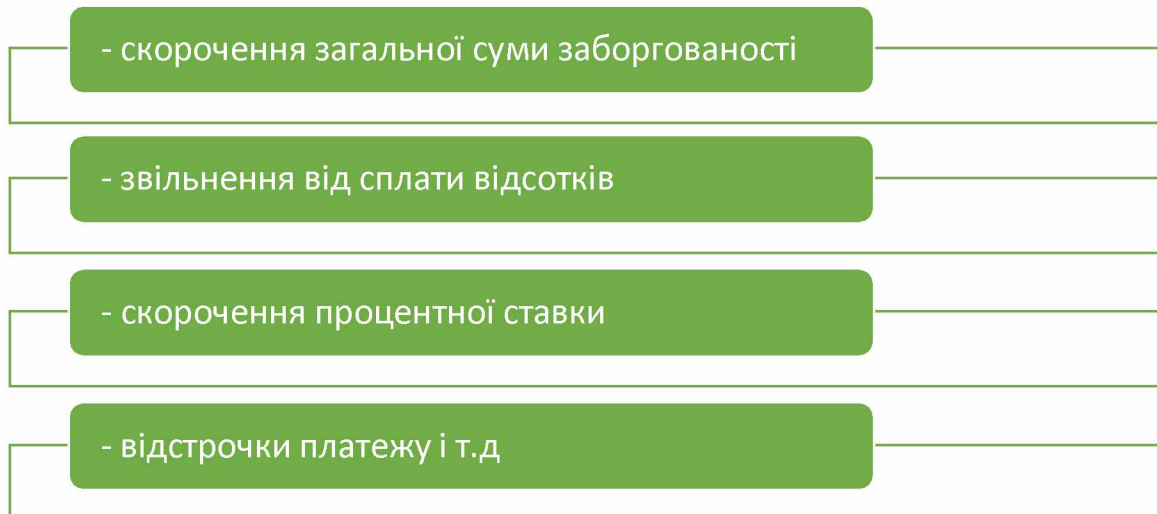 - скорочення загальної суми заборгованості
- звільнення від сплати відсотків
- скорочення процентної ставки
- відстрочки платежу і т.д